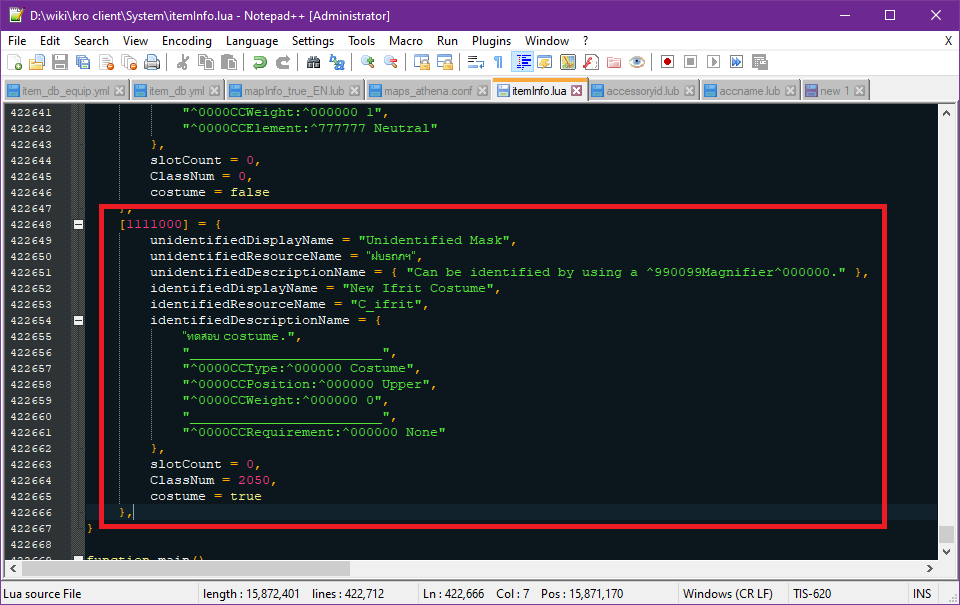 D:\wiki\kro client\System\itemInfo.lua - Notepad++ [Administrator]
File Edit Search View Encoding Language Settings Tools Macro Run Plugins Window ? X
item_db_equip.yml item_db.yml mapInfo_true_EN.lub maps_athena.conf itemInfo.lua accessoryid.lub accname.lub new 1
422641 "^0000CCWeight:^000000 1",
422642 "^0000CCElement:^777777 Neutral"
422643 },
422644 slotCount = 0,
422645 ClassNum = 0,
422646 costume = false
422647 },
422648 [1111000] = {
422649 unidentifiedDisplayName = "Unidentified Mask",
422650 unidentifiedResourceName =
422651 unidentifiedDescriptionName = { "Can be identified by using a ^990099Magnifier^000000." },
422652 identifiedDisplayName = "New Ifrit Costume",
422653 identifiedResourceName = "C_ifrit",
422654 identifiedDescriptionName = {
422655 "ทดสอบ costume.",
422656 "________________________",
422657 "^0000CCType:^000000 Costume",
422658 "^0000CCPosition:^000000 Upper",
422659 "^0000CCWeight:^000000 0",
422660 "________________________",
422661 "^0000CCRequirement:^000000 None"
422662 },
422663 slotCount = 0,
422664 ClassNum = 2050,
422665 costume = true
422666 },
422667 }
422668
422669 function main()
Lua source File length : 15,872,401 lines : 422,712 Ln : 422,666 Col : 7 Pos : 15,871,170 Windows (CR LF) TIS-620 INS